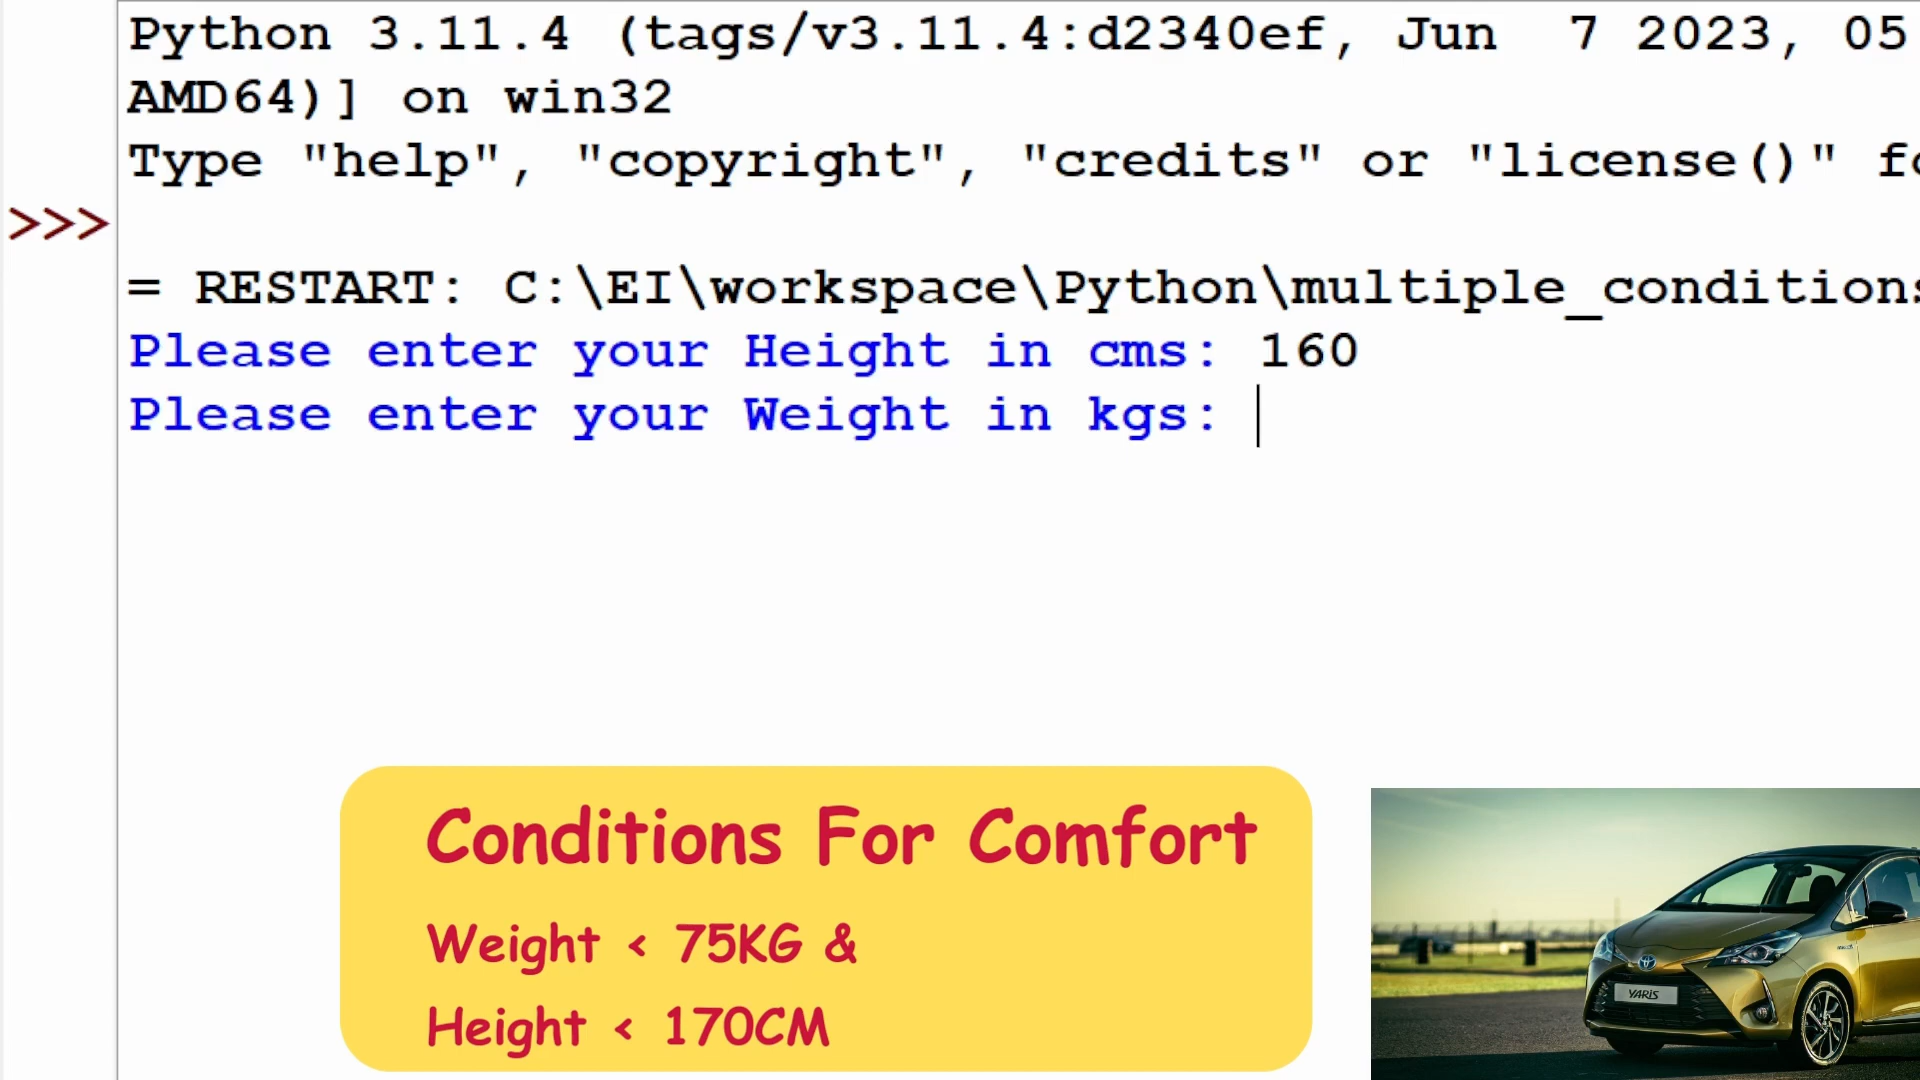 Python 3.11.4 (tags/v3.11.4:d2340ef, Jun  7 2023, 05
AMD64)] on win32
Type "help", "copyright", "credits" or "license()" fo
>>>
= RESTART: C:\EI\workspace\Python\multiple_conditions
Please enter your Height in cms: 160
Please enter your Weight in kgs:
Conditions For Comfort
Weight < 75KG &
Height < 170CM
YARIS